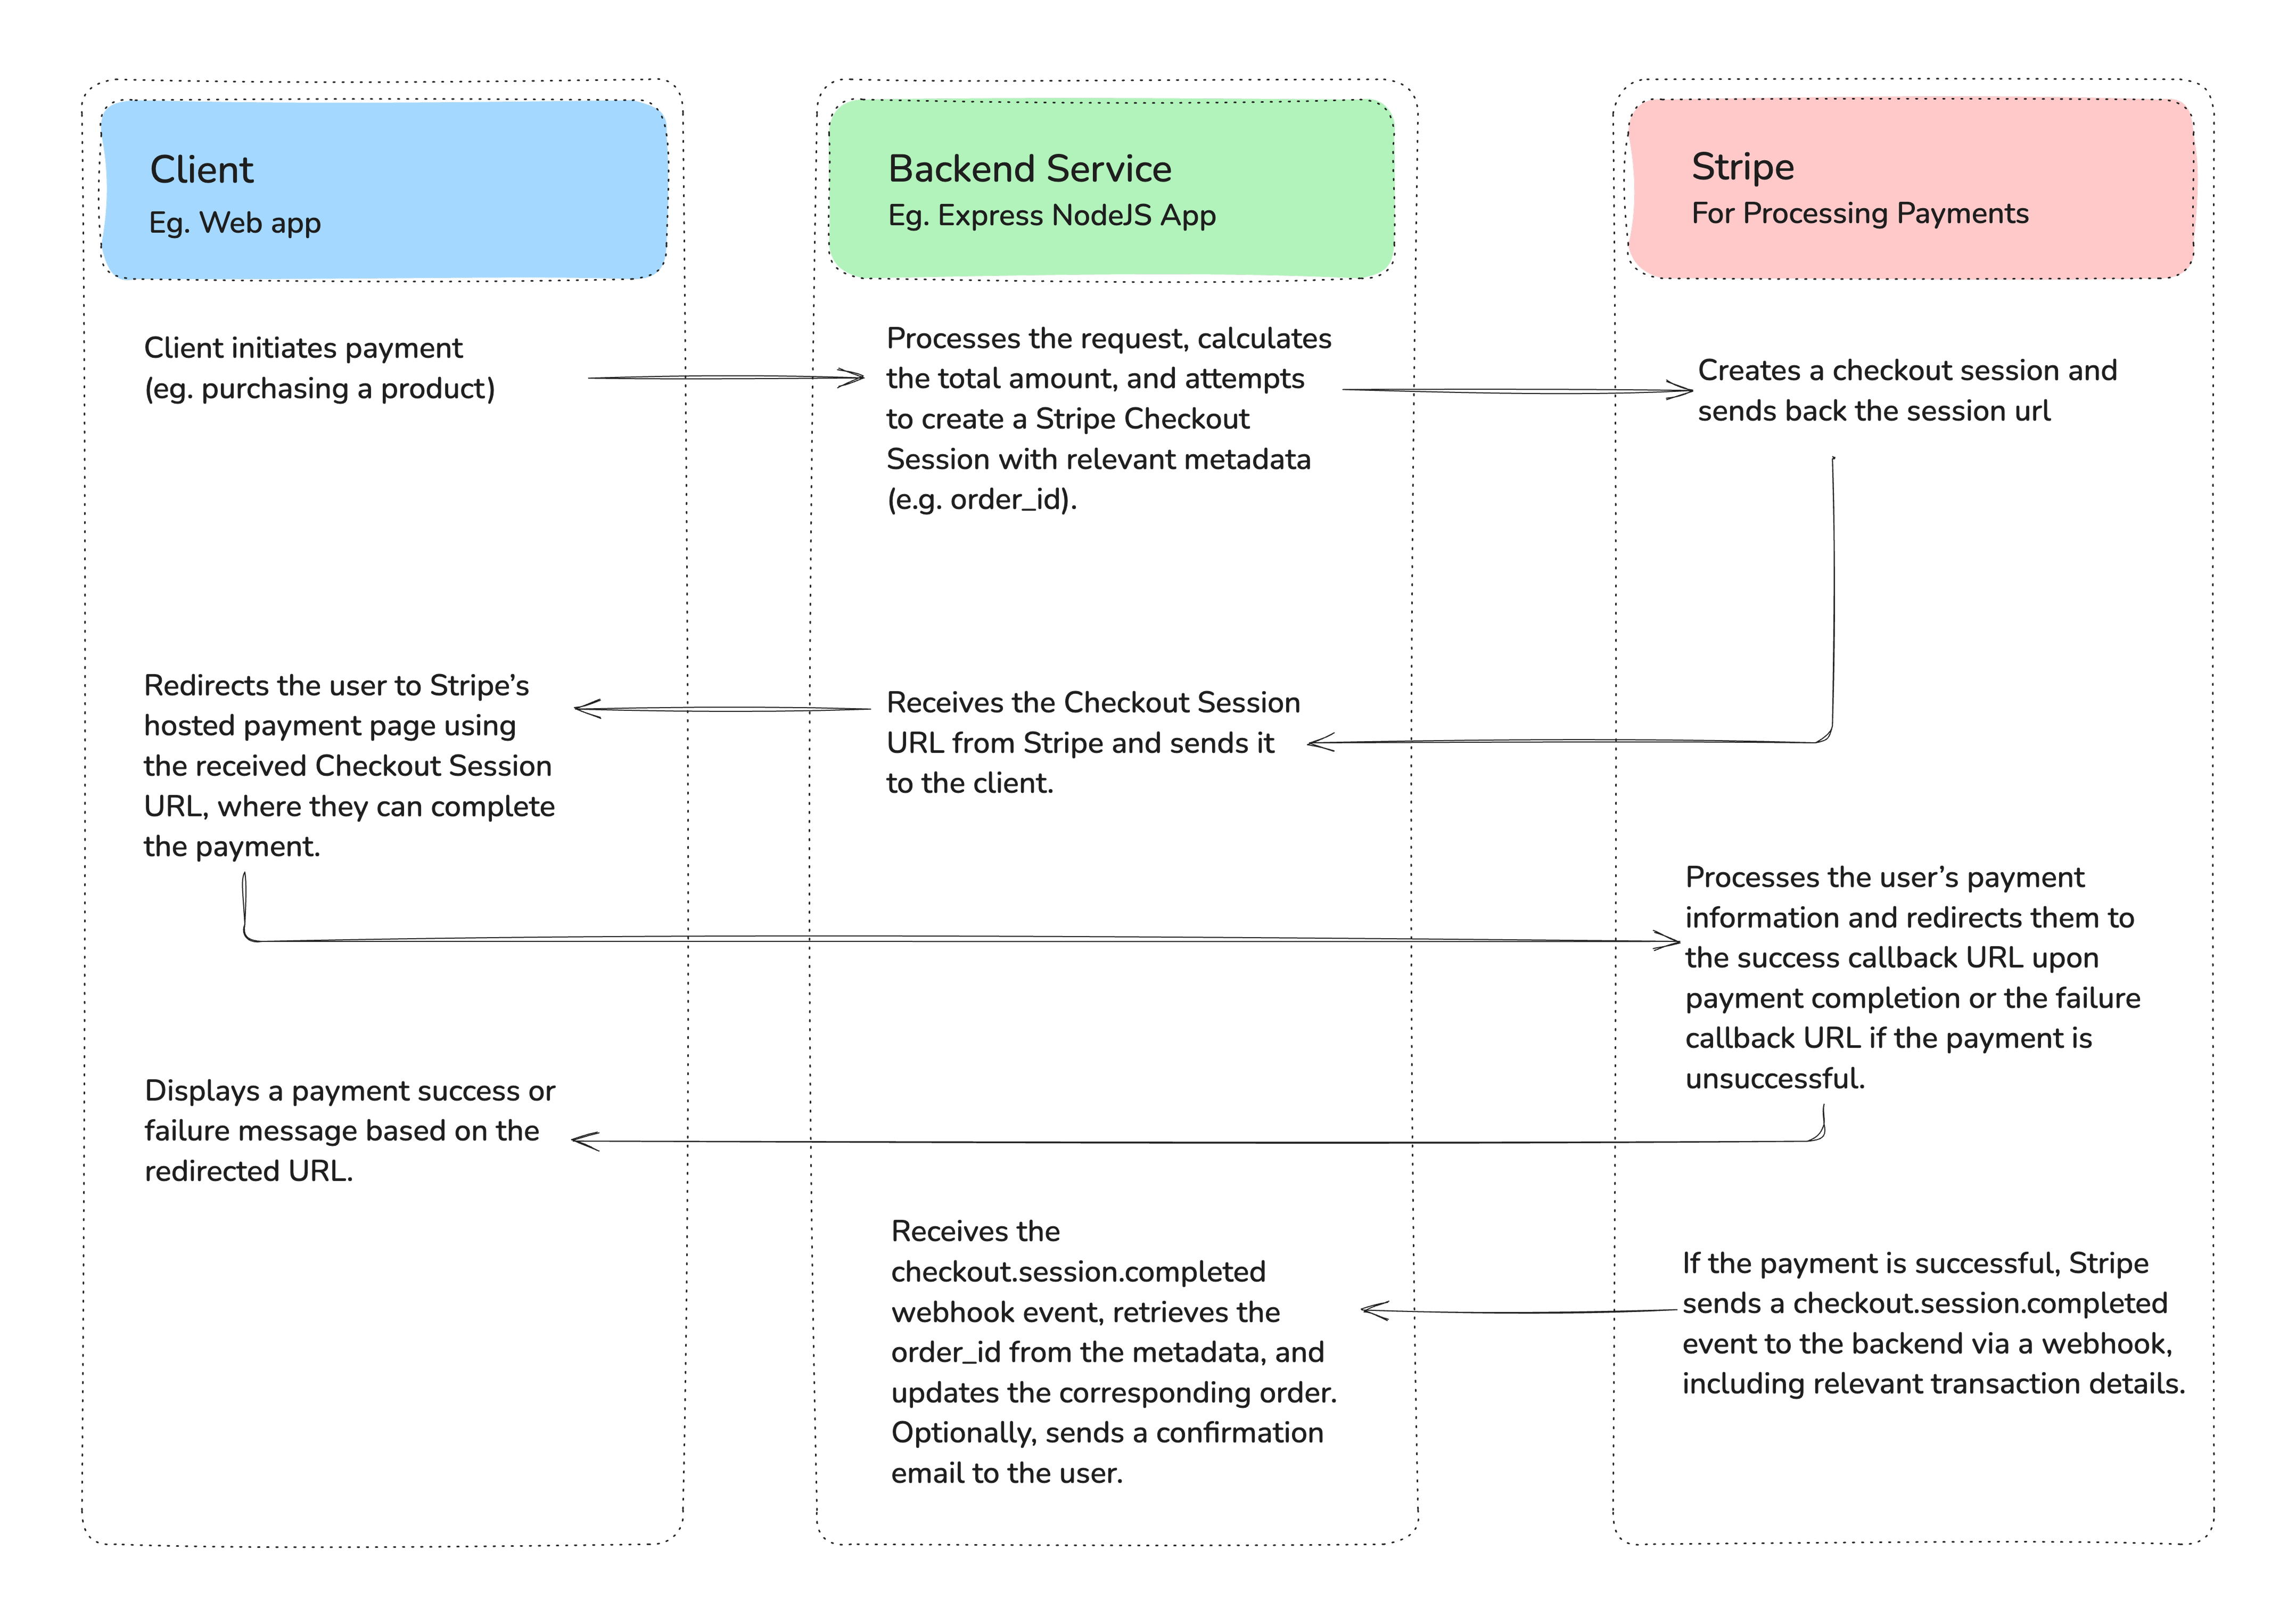 Client
Eg. Web app
Backend Service
Eg. Express NodeJS App
Stripe
For Processing Payments
Client initiates payment
(eg. purchasing a product)
Processes the request, calculates
the total amount, and attempts
to create a Stripe Checkout
Session with relevant metadata
(e.g. order_id).
Creates a checkout session and
sends back the session url
Receives the Checkout Session
URL from Stripe and sends it
to the client.
Redirects the user to Stripe’s
hosted payment page using
the received Checkout Session
URL, where they can complete
the payment.
Processes the user’s payment
information and redirects them to
the success callback URL upon
payment completion or the failure
callback URL if the payment is
unsuccessful.
Displays a payment success or
failure message based on the
redirected URL.
If the payment is successful, Stripe
sends a checkout.session.completed
event to the backend via a webhook,
including relevant transaction details.
Receives the
checkout.session.completed
webhook event, retrieves the
order_id from the metadata, and
updates the corresponding order.
Optionally, sends a confirmation
email to the user.